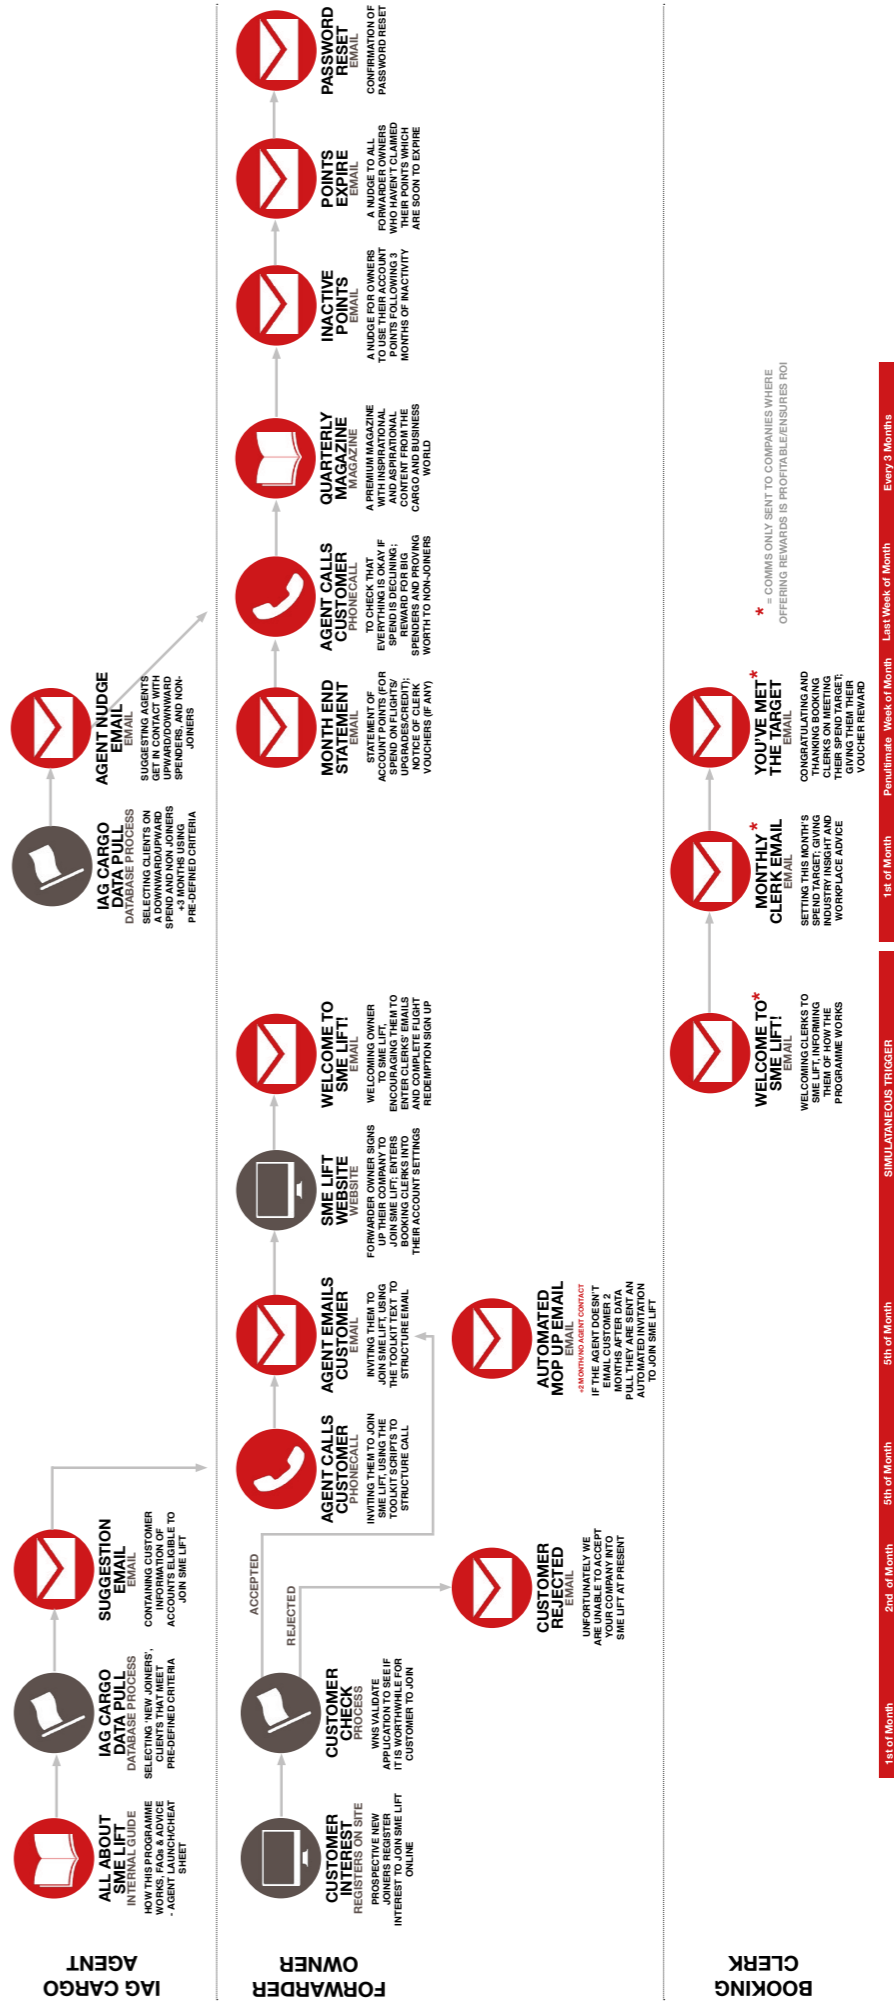 IAG CARGO
AGENT
ALL ABOUT
SME LIFT
INTERNAL GUIDE
HOW THIS PROGRAMME
WORKS, FAQs & ADVICE
- AGENT LAUNCH/CHEAT
SHEET
IAG CARGO
DATA PULL
DATABASE PROCESS
SELECTING 'NEW JOINERS',
CLIENTS THAT MEET
PRE-DEFINED CRITERIA
SUGGESTION
EMAIL
EMAIL
CONTAINING CUSTOMER
INFORMATION OF
ACCOUNTS ELIGIBLE TO
JOIN SME LIFT
IAG CARGO
DATA PULL
DATABASE PROCESS
SELECTING CLIENTS ON
A DOWNWARD/UPWARD
SPEND AND NON JOINERS
+3 MONTHS USING
PRE-DEFINED CRITERIA
AGENT NUDGE
EMAIL
EMAIL
SUGGESTING AGENTS
GET IN CONTACT WITH
UPWARD/DOWNWARD
SPENDERS, AND NON-
JOINERS
FORWARDER
OWNER
CUSTOMER
INTEREST
REGISTERS ON SITE
PROSPECTIVE NEW
JOINERS REGISTER
INTEREST TO JOIN SME LIFT
ONLINE
CUSTOMER
CHECK
PROCESS
WNS VALIDATE
APPLICATION TO SEE IF
IT IS WORTHWHILE FOR
CUSTOMER TO JOIN
ACCEPTED
REJECTED
AGENT CALLS
CUSTOMER
PHONECALL
INVITING THEM TO JOIN
SME LIFT, USING THE
TOOLKIT SCRIPTS TO
STRUCTURE CALL
AGENT EMAILS
CUSTOMER
EMAIL
INVITING THEM TO
JOIN SME LIFT, USING
THE TOOLKIT TEXT TO
STRUCTURE EMAIL
SME LIFT
WEBSITE
WEBSITE
FORWARDER OWNER SIGNS
UP THEIR COMPANY TO
JOIN SME LIFT; ENTERS
BOOKING CLERKS INTO
THEIR ACCOUNT SETTINGS
WELCOME TO
SME LIFT!
EMAIL
WELCOMING OWNER
TO SME LIFT,
ENCOURAGING THEM TO
ENTER CLERKS' EMAILS
AND COMPLETE FLIGHT
REDEMPTION SIGN UP
MONTH END
STATEMENT
EMAIL
STATEMENT OF
ACCOUNT POINTS (FOR
SPEND ON FLIGHTS/
UPGRADES/CREDIT);
NOTICE OF CLERK
VOUCHERS (IF ANY)
AGENT CALLS
CUSTOMER
PHONECALL
TO CHECK THAT
EVERYTHING IS OKAY IF
SPEND IS DECLINING;
REWARD FOR BIG
SPENDERS AND PROVING
WORTH TO NON-JOINERS
QUARTERLY
MAGAZINE
MAGAZINE
A PREMIUM MAGAZINE
WITH INSPIRATIONAL
AND ASPIRATIONAL
CONTENT FROM THE
CARGO AND BUSINESS
WORLD
INACTIVE
POINTS
EMAIL
A NUDGE FOR OWNERS
TO USE THEIR ACCOUNT
POINTS FOLLOWING 3
MONTHS OF INACTIVITY
POINTS
EXPIRE
EMAIL
A NUDGE TO ALL
FORWARDER OWNERS
WHO HAVEN'T CLAIMED
THEIR POINTS WHICH
ARE SOON TO EXPIRE
PASSWORD
RESET
EMAIL
CONFIRMATION OF
PASSWORD RESET
CUSTOMER
REJECTED
EMAIL
UNFORTUNATELY WE
ARE UNABLE TO ACCEPT
YOUR COMPANY INTO
SME LIFT AT PRESENT
AUTOMATED
MOP UP EMAIL
EMAIL
+2 MONTH/NO AGENT CONTACT
IF THE AGENT DOESN'T
EMAIL CUSTOMER 2
MONTHS AFTER DATA
PULL THEY ARE SENT AN
AUTOMATED INVITATION
TO JOIN SME LIFT
BOOKING
CLERK
WELCOME TO*
SME LIFT!
EMAIL
WELCOMING CLERKS TO
SME LIFT, INFORMING
THEM OF HOW THE
PROGRAMME WORKS
MONTHLY*
CLERK EMAIL
EMAIL
SETTING THIS MONTH'S
SPEND TARGET; GIVING
INDUSTRY INSIGHT AND
WORKPLACE ADVICE
YOU'VE MET*
THE TARGET
EMAIL
CONGRATULATING AND
THANKING BOOKING
CLERKS ON MEETING
THEIR SPEND TARGET;
GIVING THEM THEIR
VOUCHER REWARD
* = COMMS ONLY SENT TO COMPANIES WHERE
OFFERING REWARDS IS PROFITABLE/ENSURES ROI
1st of Month
2nd of Month
5th of Month
5th of Month
SIMULATANEOUS TRIGGER
1st of Month
Penultimate Week of Month
Last Week of Month
Every 3 Months